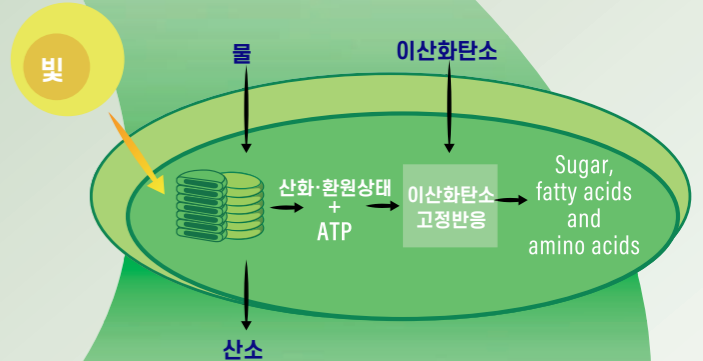 빛
물
이산화탄소
산화·환원상태
+
ATP
이산화탄소
고정반응
Sugar,
fatty acids
and
amino acids
산소